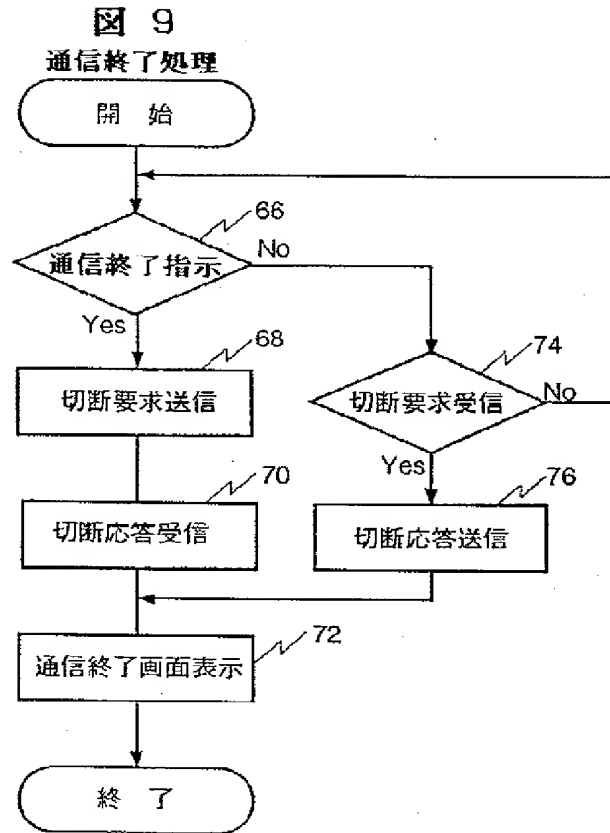 図 9
通信終了処理
開 始
66
通信終了指示
No
Yes
68
切断要求送信
74
切断要求受信
No
Yes
70
切断応答受信
76
切断応答送信
72
通信終了画面表示
終 了